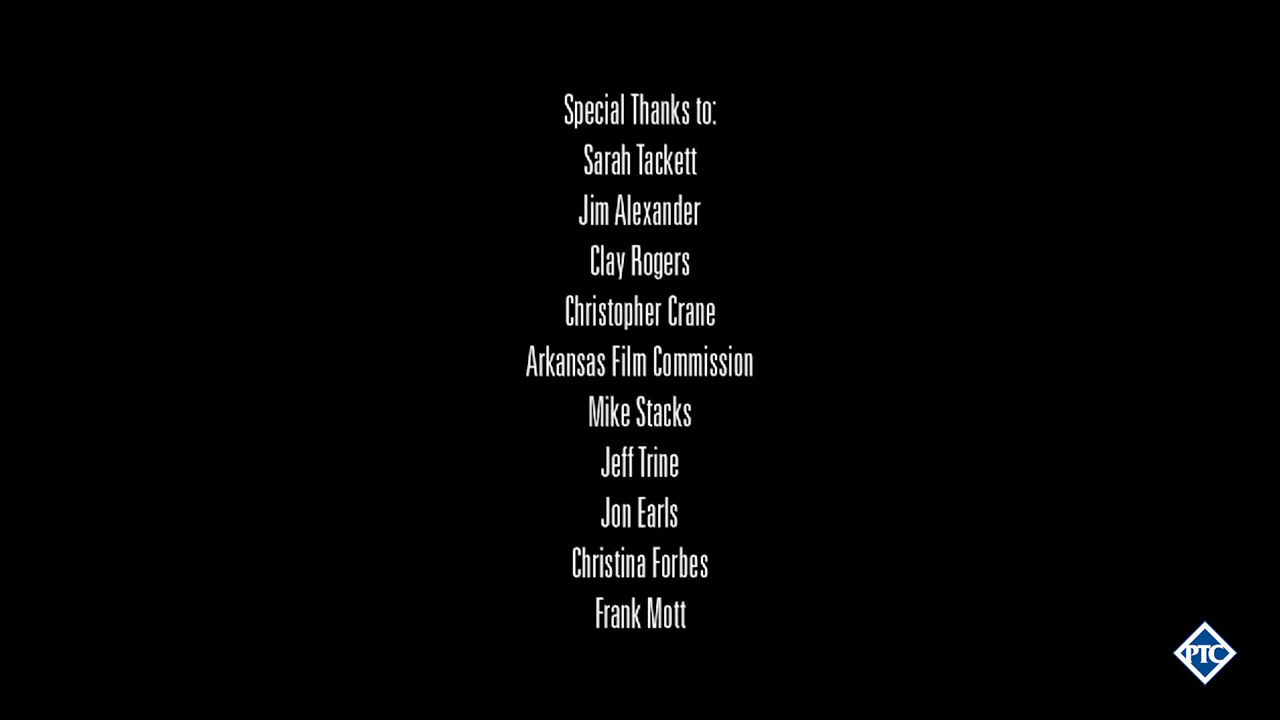 Special Thanks to:
Sarah Tackett
Jim Alexander
Clay Rogers
Christopher Crane
Arkansas Film Commission
Mike Stacks
Jeff Trine
Jon Earls
Christina Forbes
Frank Mott
PTC